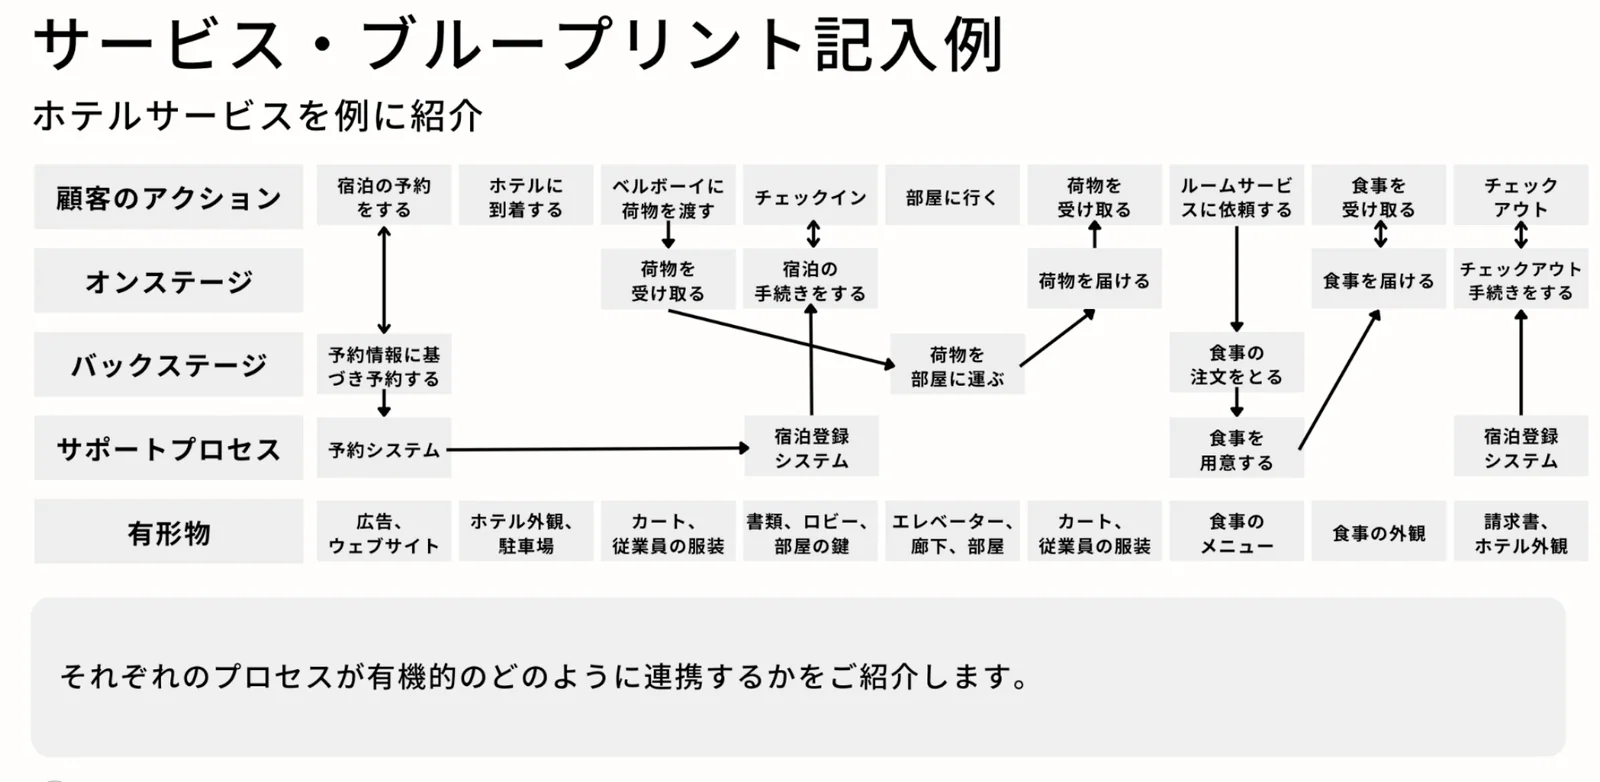 サービス・ブループリント記入例
ホテルサービスを例に紹介
顧客のアクション
宿泊の予約
をする
ホテルに
到着する
ベルボーイに
荷物を渡す
チェックイン
部屋に行く
荷物を
受け取る
ルームサービ
スに依頼する
食事を
受け取る
チェック
アウト
オンステージ
荷物を
受け取る
宿泊の
手続きをする
荷物を届ける
食事を届ける
チェックアウト
手続きをする
バックステージ
予約情報に基
づき予約する
荷物を
部屋に運ぶ
食事の
注文をとる
サポートプロセス
予約システム
宿泊登録
システム
食事を
用意する
宿泊登録
システム
有形物
広告、
ウェブサイト
ホテル外観、
駐車場
カート、
従業員の服装
書類、ロビー、
部屋の鍵
エレベーター、
廊下、部屋
カート、
従業員の服装
食事の
メニュー
食事の外観
請求書、
ホテル外観
それぞれのプロセスが有機的のどのように連携するかをご紹介します。